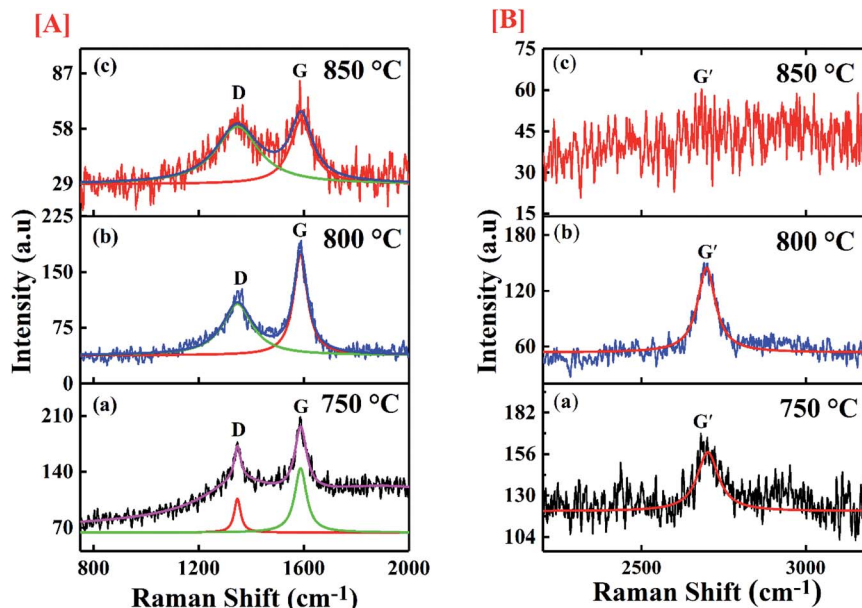 [A]
87
58
29
(c)
D
G
850 °C
225
150
75
0
(b)
D
G
800 °C
210
140
70
(a)
D
G
750 °C
800
1200
1600
2000
Intensity (a.u)
Raman Shift (cm-1)
[B]
75
60
45
30
15
(c)
G′
850 °C
180
120
60
(b)
G′
800 °C
182
156
130
104
(a)
G′
750 °C
2500
3000
Intensity (a.u)
Raman Shift (cm-1)